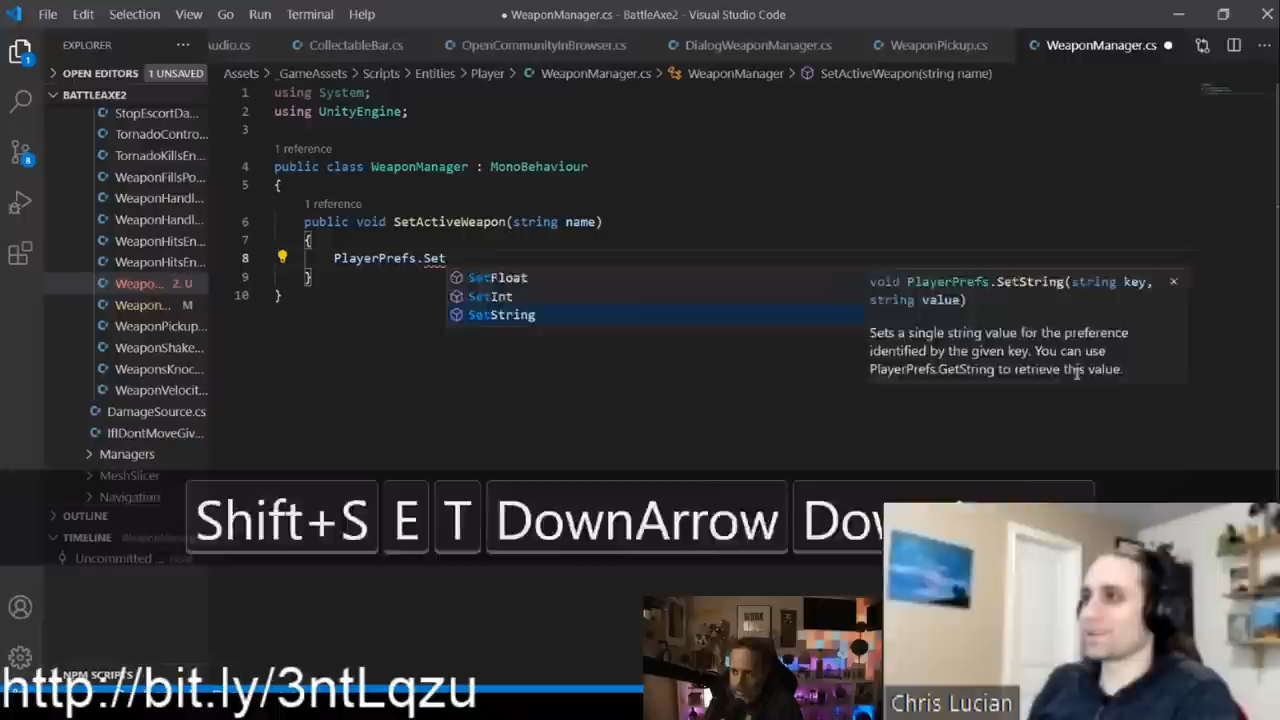 File Edit Selection View Go Run Terminal Help
● WeaponManager.cs - BattleAxe2 - Visual Studio Code
EXPLORER
udio.cs
CollectableBar.cs
OpenCommunityInBrowser.cs
DialogWeaponManager.cs
WeaponPickup.cs
WeaponManager.cs ●
OPEN EDITORS 1 UNSAVED
Assets > _GameAssets > Scripts > Entities > Player > WeaponManager.cs > WeaponManager > SetActiveWeapon(string name)
BATTLEAXE2
StopEscortDa...
TornadoContro...
TornadoKillsEn...
WeaponFillsPo...
WeaponHandl...
WeaponHandl...
WeaponHitsEn...
WeaponHitsEn...
Weapo... 2, U
Weapon... M
WeaponPickup...
WeaponShake...
WeaponsKnoc...
WeaponVelocit...
DamageSource.cs
IfIDontMoveGiv...
Managers
MeshSlicer
Navigation
OUTLINE
TIMELINE WeaponMana...
Uncommitted ... now
NPM SCRIPTS
1 using System;
2 using UnityEngine;
3
1 reference
4 public class WeaponManager : MonoBehaviour
5 {
1 reference
6 public void SetActiveWeapon(string name)
7 {
8 PlayerPrefs.Set
9 }
10 }
SetFloat
SetInt
SetString
void PlayerPrefs.SetString(string key,
string value)
Sets a single string value for the preference
identified by the given key. You can use
PlayerPrefs.GetString to retrieve this value.
1
8
Shift+S E T DownArrow
http://bit.ly/3ntLqzu
WORK
Chris Lucian